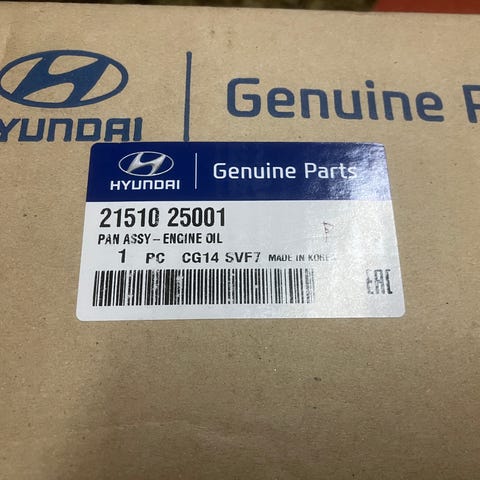 HYUNDAI
Genuine P
HYUNDAI
Genuine Parts
21510 25001
PAN ASSY-ENGINE OIL
1 PC CG14 SVF7 MADE IN KOREA
EAC